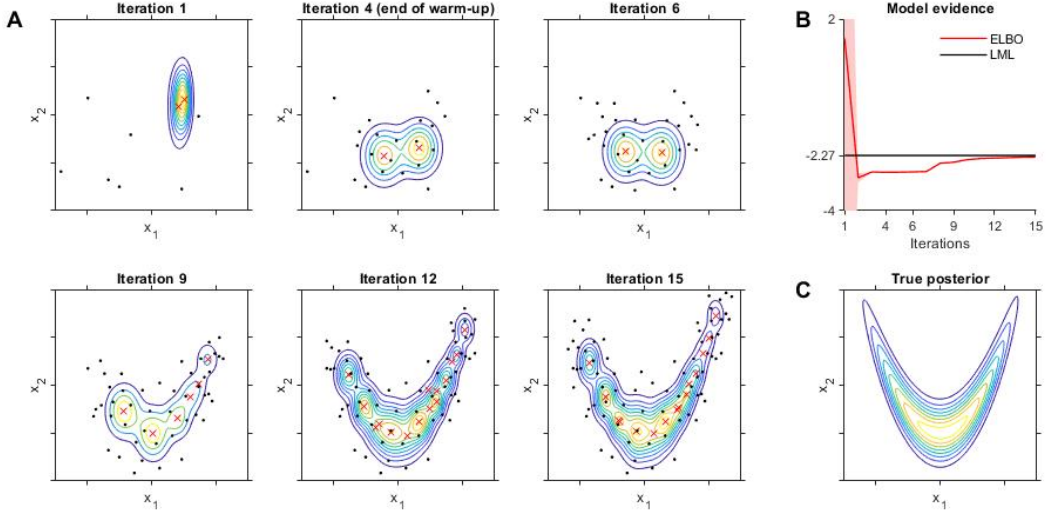 A
Iteration 1
x2
x1
Iteration 4 (end of warm-up)
x2
x1
Iteration 6
x2
x1
B
Model evidence
2
-2.27
-4
ELBO
LML
1 4 6 9 12 15
Iterations
Iteration 9
x2
x1
Iteration 12
x2
x1
Iteration 15
x2
x1
C
True posterior
x2
x1